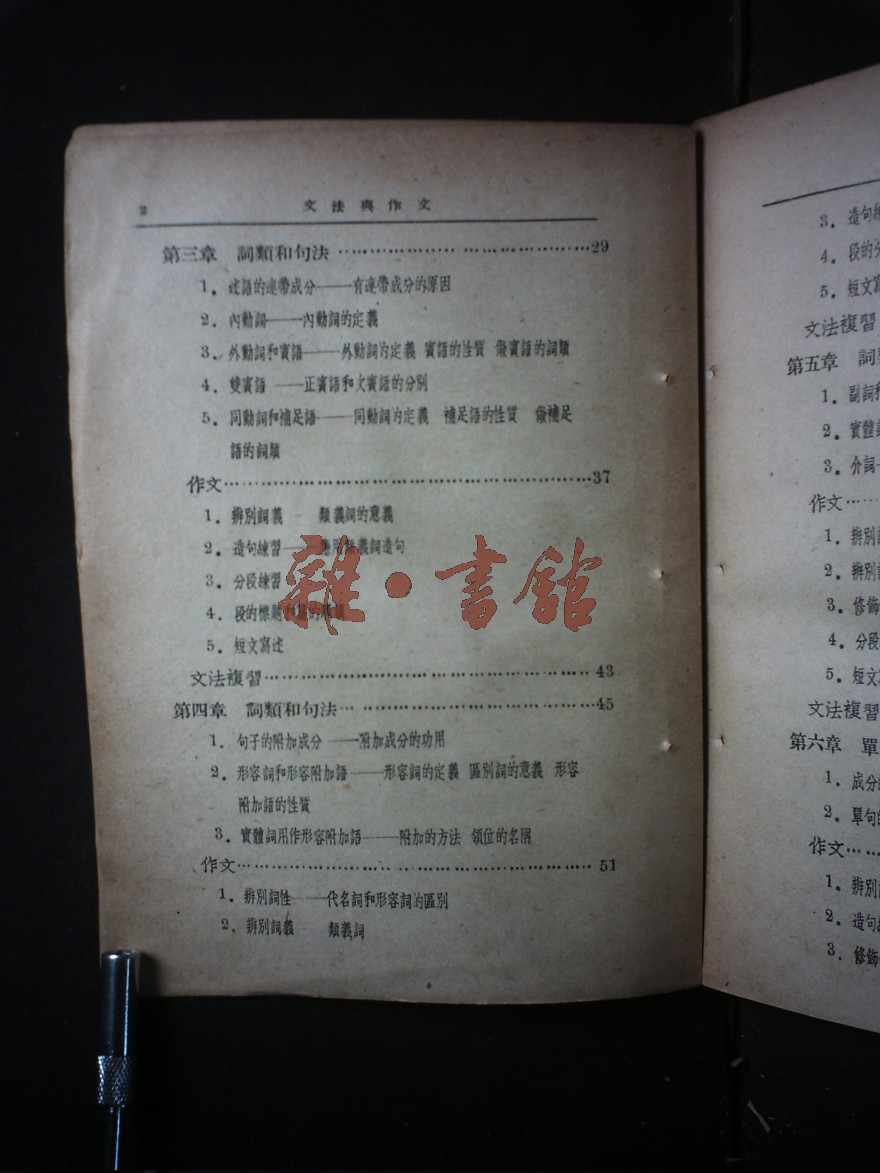 2 文法與作文
第三章 詞類和句法……………………………29
1. 述語的連帶成分——有連帶成分的原因
2. 內動詞——內動詞的定義
3. 外動詞和賓語——外動詞的定義 賓語的性質 做賓語的詞類
4. 雙賓語——正賓語和次賓語的分別
5. 同動詞和補足語——同動詞的定義 補足語的性質 做補足
語的詞類
作文……………………………………………37
1. 辨別詞義 類義詞的意義
2. 造句練習——應用類義詞造句
3. 分段練習
4. 段的標題和
5. 短文寫述
文法複習………………………………………43
第四章 詞類和句法……………………………45
1. 句子的附加成分——附加成分的功用
2. 形容詞和形容附加語——形容詞的定義 區別詞的意義 形容
附加語的性質
3. 實體詞用作形容附加語——附加的方法 領位的名稱
作文……………………………………………51
1. 辨別詞性——代名詞和形容詞的區別
2. 辨別詞義 類義詞
雜·書館
3. 造句
4. 段的分
5. 短文
文法複習
第五章 詞
1. 副詞和
2. 實體
3. 介詞
作文……
1. 辨別
2. 辨別
3. 修飾
4. 分段
5. 短文
文法複習
第六章 單
1. 成分
2. 單句
作文……
1. 辨別
2. 造句
3. 修飾